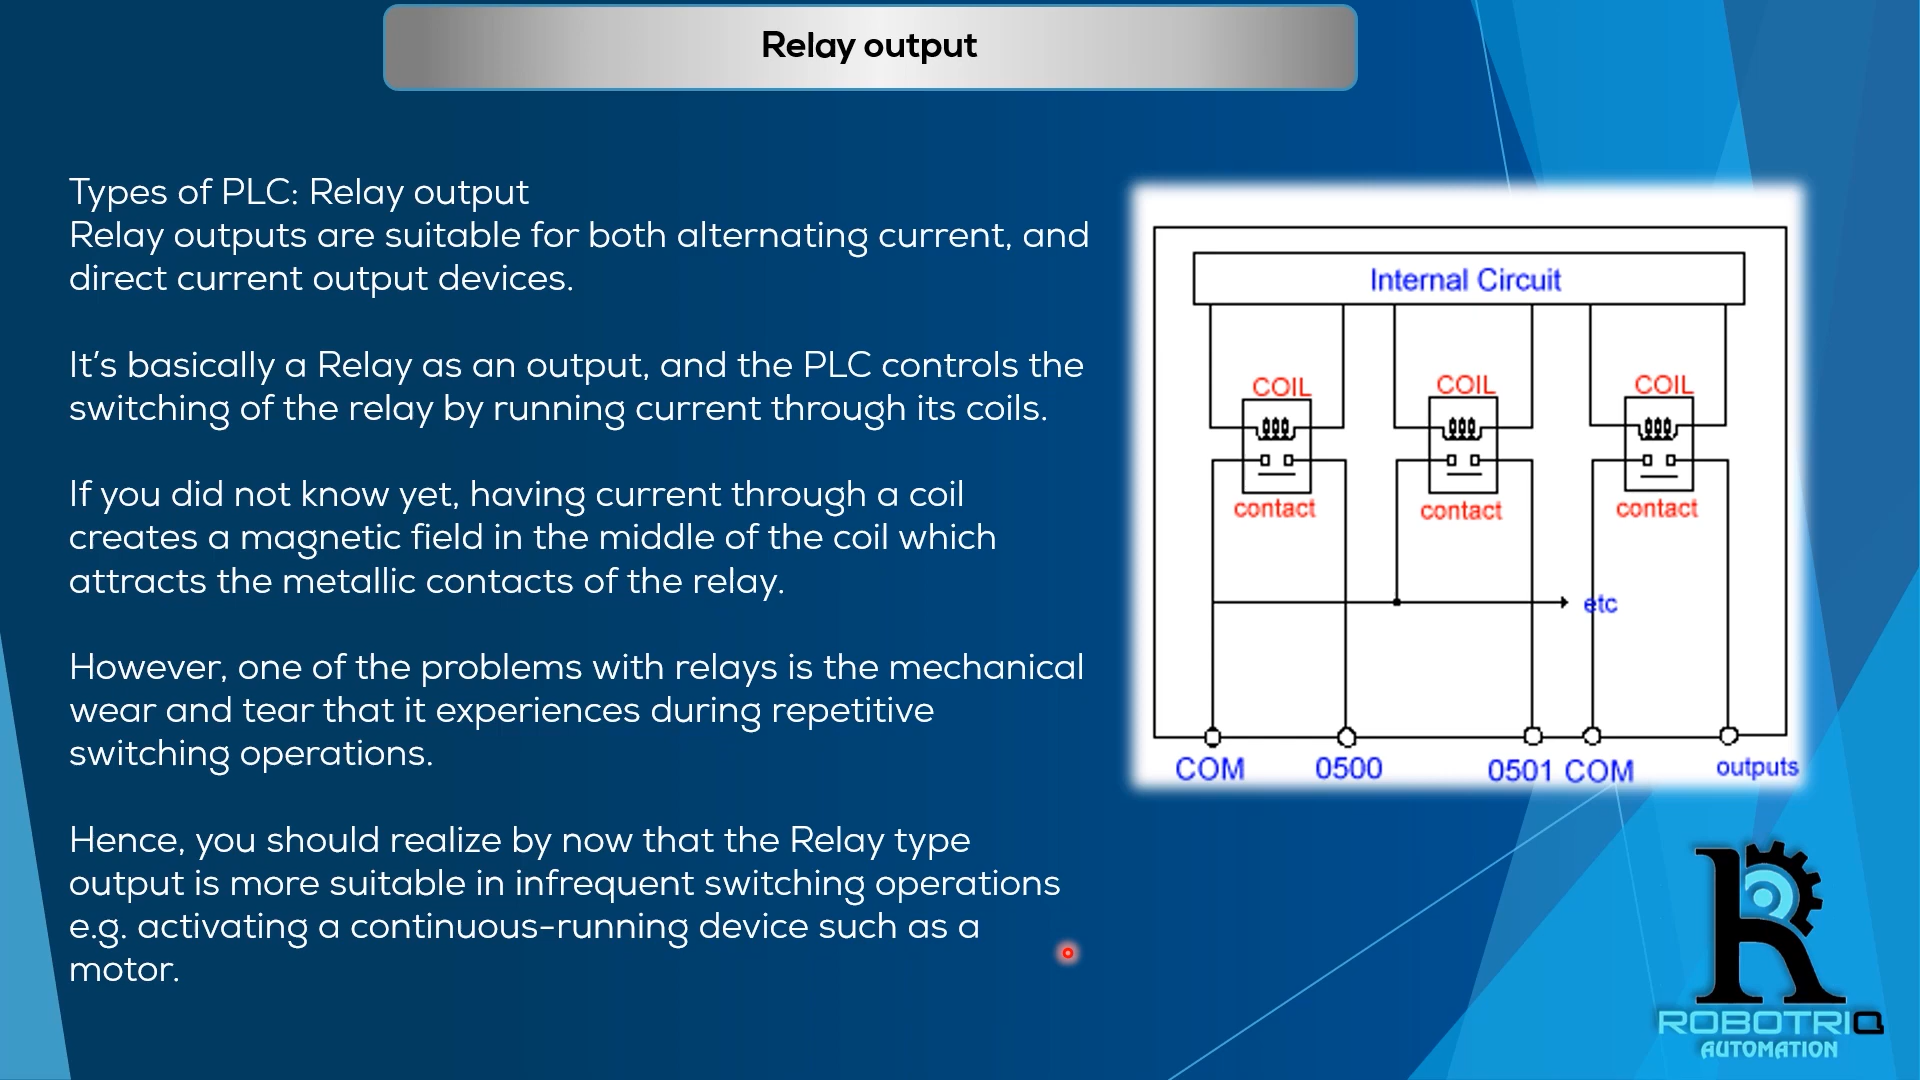 Relay output
Types of PLC: Relay output
Relay outputs are suitable for both alternating current, and
direct current output devices.
It's basically a Relay as an output, and the PLC controls the
switching of the relay by running current through its coils.
If you did not know yet, having current through a coil
creates a magnetic field in the middle of the coil which
attracts the metallic contacts of the relay.
However, one of the problems with relays is the mechanical
wear and tear that it experiences during repetitive
switching operations.
Hence, you should realize by now that the Relay type
output is more suitable in infrequent switching operations
e.g. activating a continuous-running device such as a
motor.
Internal Circuit
COIL COIL COIL
contact contact contact
etc
COM 0500 0501 COM outputs
ROBOTRIQ
AUTOMATION